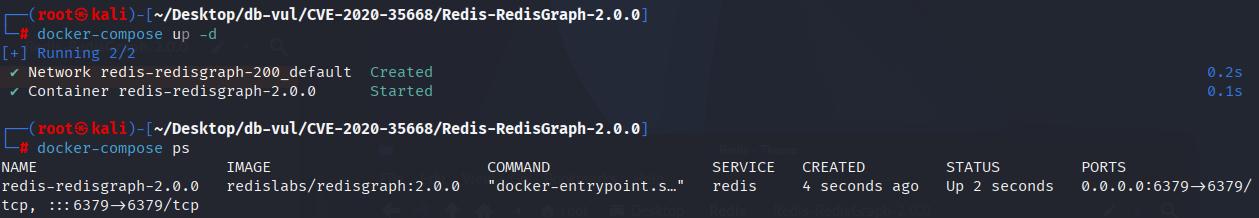 ┌──(root㉿kali)-[~/Desktop/db-vul/CVE-2020-35668/Redis-RedisGraph-2.0.0]
└─# docker-compose up -d
[+] Running 2/2
✔ Network redis-redisgraph-200_default  Created  0.2s
✔ Container redis-redisgraph-2.0.0  Started  0.1s
┌──(root㉿kali)-[~/Desktop/db-vul/CVE-2020-35668/Redis-RedisGraph-2.0.0]
└─# docker-compose ps
NAME  IMAGE  COMMAND  SERVICE  CREATED  STATUS  PORTS
redis-redisgraph-2.0.0  redislabs/redisgraph:2.0.0  "docker-entrypoint.s…"  redis  4 seconds ago  Up 2 seconds  0.0.0.0:6379->6379/
tcp, :::6379->6379/tcp